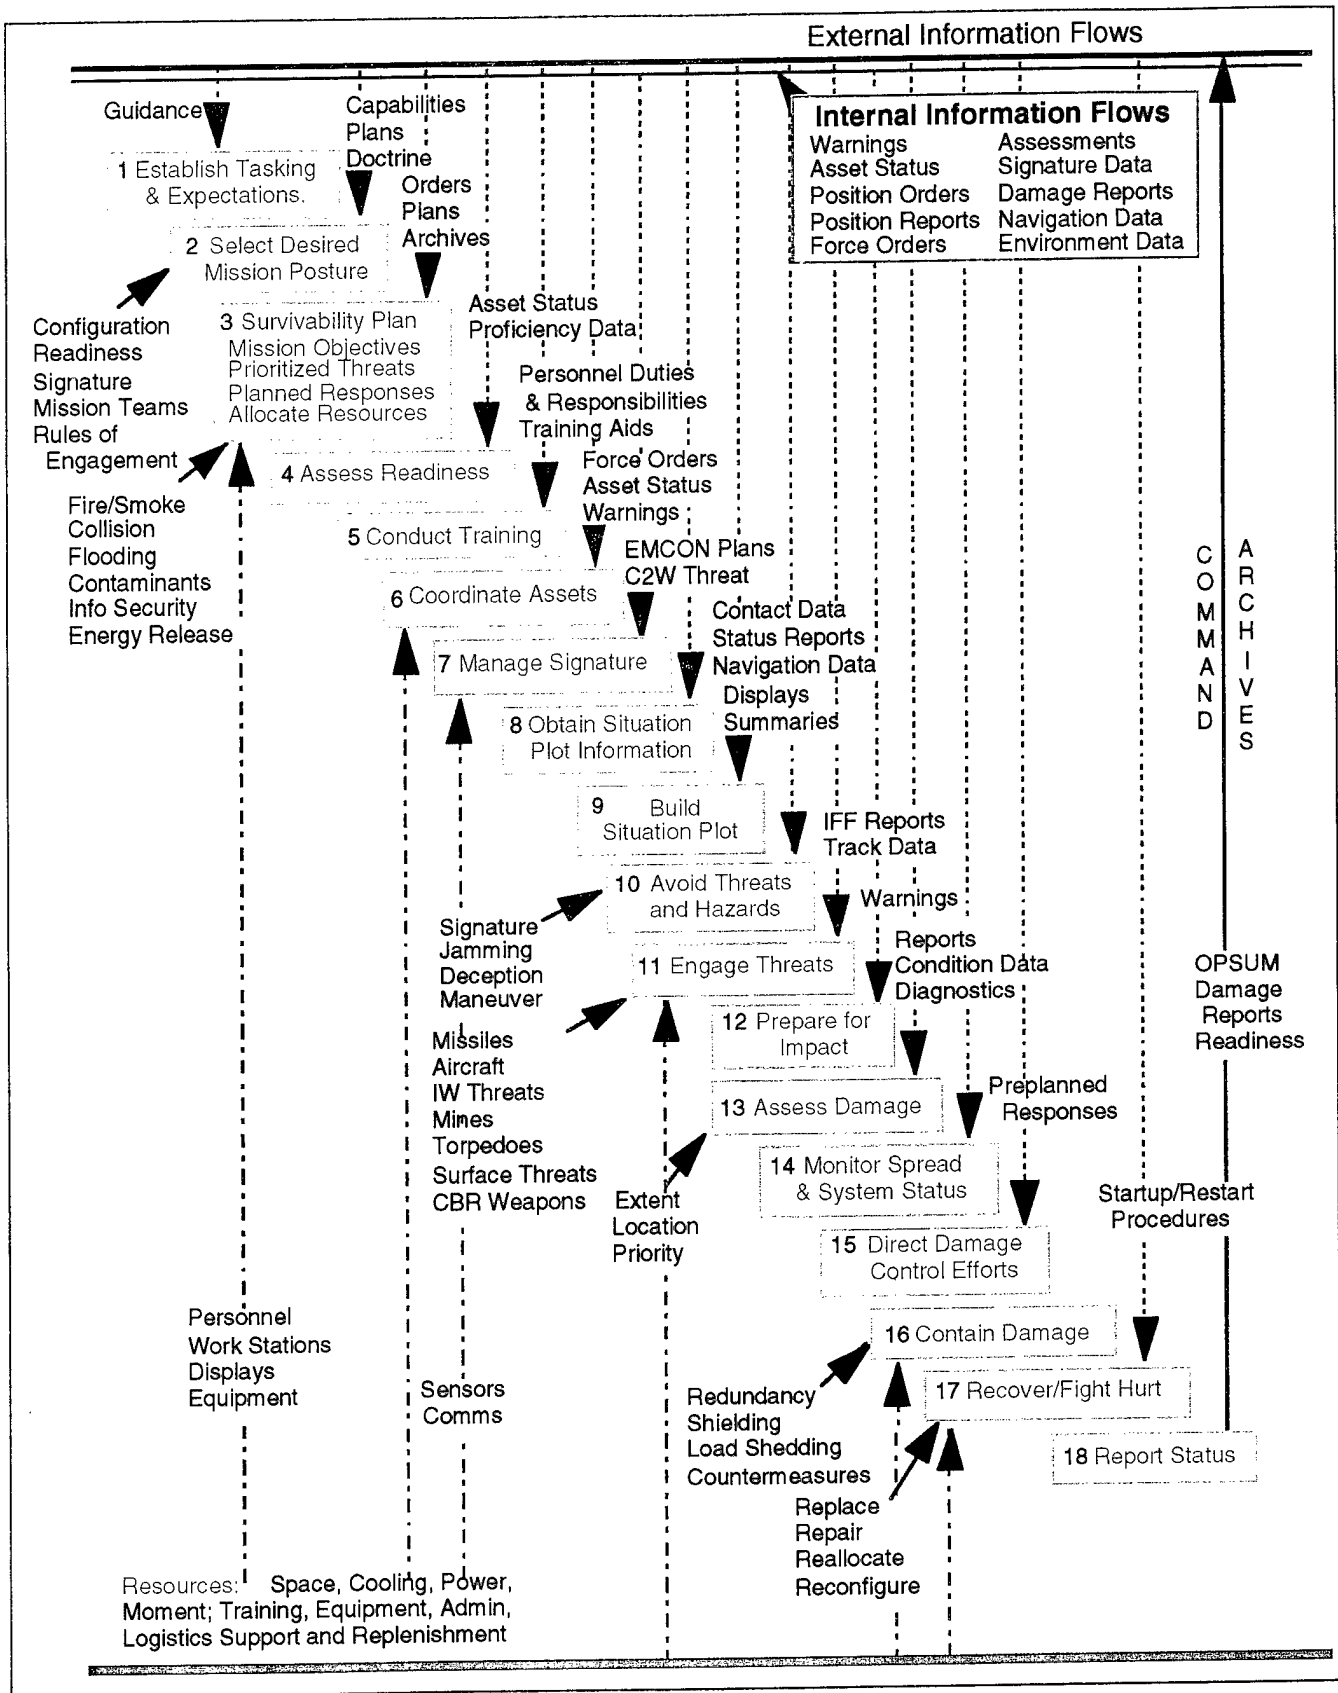 External Information Flows
Guidance
Capabilities
Plans
Doctrine
Internal Information Flows
Warnings Assessments
Asset Status Signature Data
Position Orders Damage Reports
Position Reports Navigation Data
Force Orders Environment Data
1 Establish Tasking
& Expectations.
Orders
Plans
Archives
2 Select Desired
Mission Posture
Configuration
Readiness
Signature
Mission Teams
Rules of
Engagement
3 Survivability Plan
Mission Objectives
Prioritized Threats
Planned Responses
Allocate Resources
Asset Status
Proficiency Data
Personnel Duties
& Responsibilities
Training Aids
4 Assess Readiness
Force Orders
Asset Status
Warnings
Fire/Smoke
Collision
Flooding
Contaminants
Info Security
Energy Release
5 Conduct Training
EMCON Plans
C2W Threat
6 Coordinate Assets
Contact Data
Status Reports
Navigation Data
Displays
Summaries
7 Manage Signature
8 Obtain Situation
Plot Information
COMMAND
ARCHIVES
9 Build
Situation Plot
IFF Reports
Track Data
10 Avoid Threats
and Hazards
Warnings
Signature
Jamming
Deception
Maneuver
11 Engage Threats
Reports
Condition Data
Diagnostics
OPSUM
Damage
Reports
Readiness
12 Prepare for
Impact
Missiles
Aircraft
IW Threats
Mines
Torpedoes
Surface Threats
CBR Weapons
13 Assess Damage
Preplanned
Responses
14 Monitor Spread
& System Status
Extent
Location
Priority
Startup/Restart
Procedures
15 Direct Damage
Control Efforts
Personnel
Work Stations
Displays
Equipment
16 Contain Damage
Sensors
Comms
Redundancy
Shielding
Load Shedding
Countermeasures
17 Recover/Fight Hurt
18 Report Status
Replace
Repair
Reallocate
Reconfigure
Resources: Space, Cooling, Power,
Moment; Training, Equipment, Admin,
Logistics Support and Replenishment